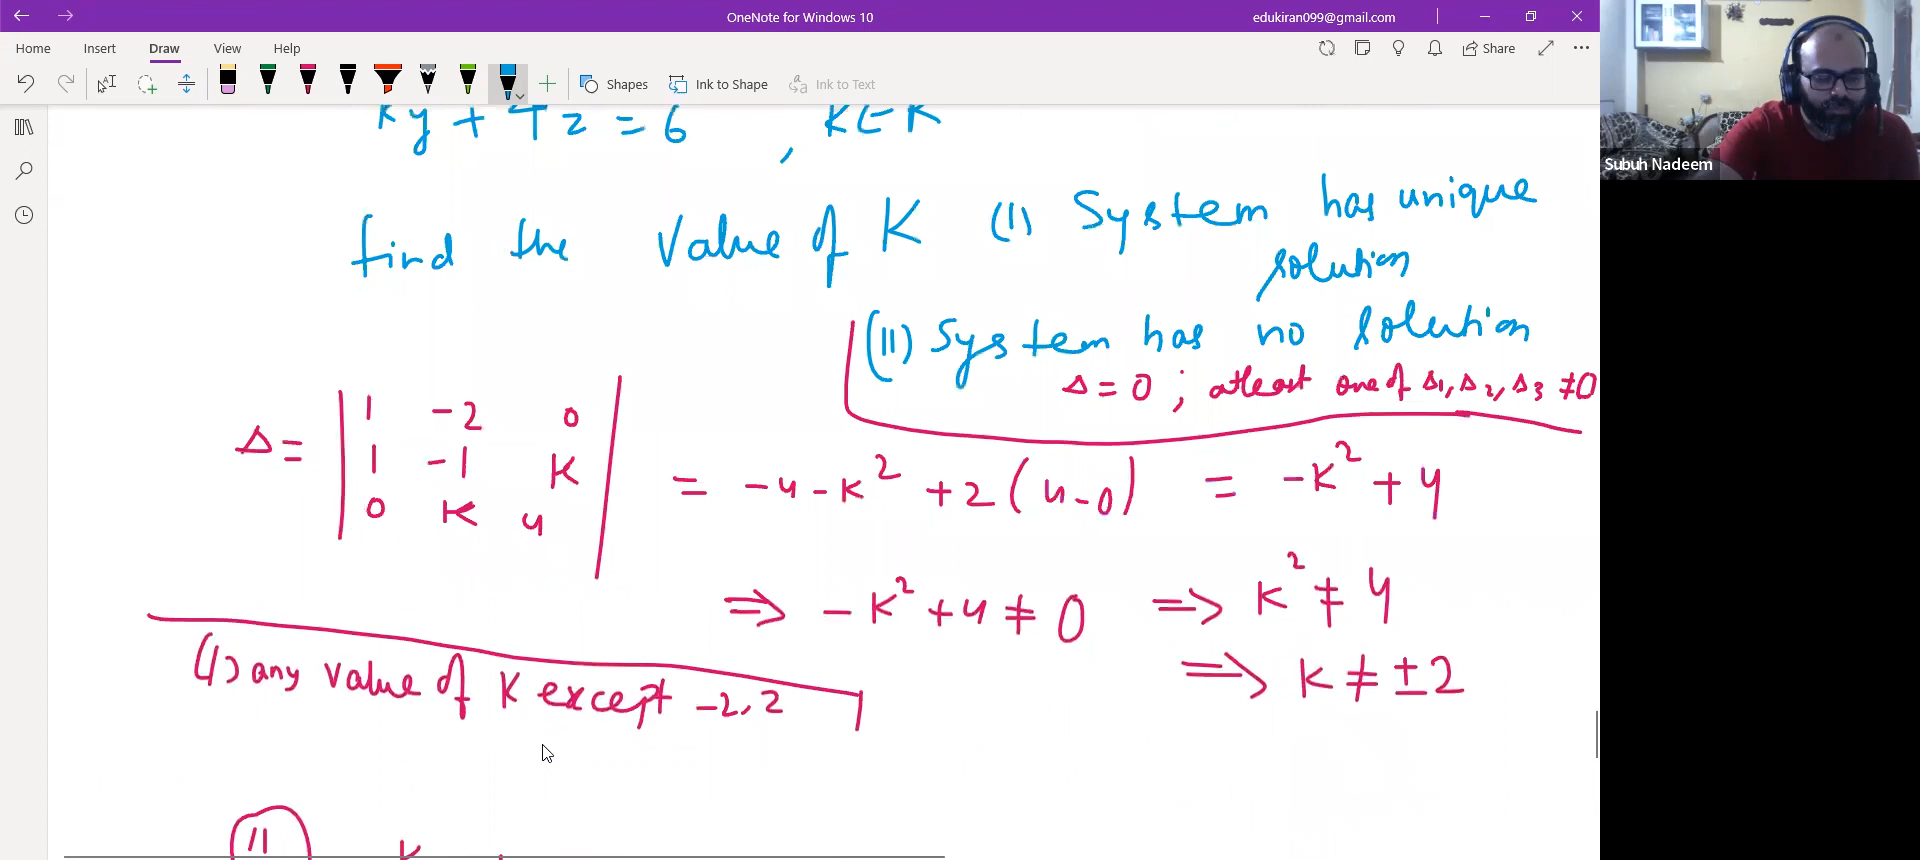 OneNote for Windows 10
edukiran099@gmail.com
Home Insert Draw View Help
Share
Shapes Ink to Shape Ink to Text
Subuh Nadeem
ky + 4z = 6 , K∈R
find the value of K (I) System has unique
solution
(II) System has no solution
Δ = 0 ; atleast one of Δ1, Δ2, Δ3 ≠0
Δ = | 1 -2 0 |
| 1 -1 K |
| 0 K 4 |
= -4-K² +2(4-0) = -K² + 4
⇒ -K² +4 ≠ 0 ⇒ K² ≠ 4
⇒ K ≠ ±2
(I) any value of K except -2, 2
II